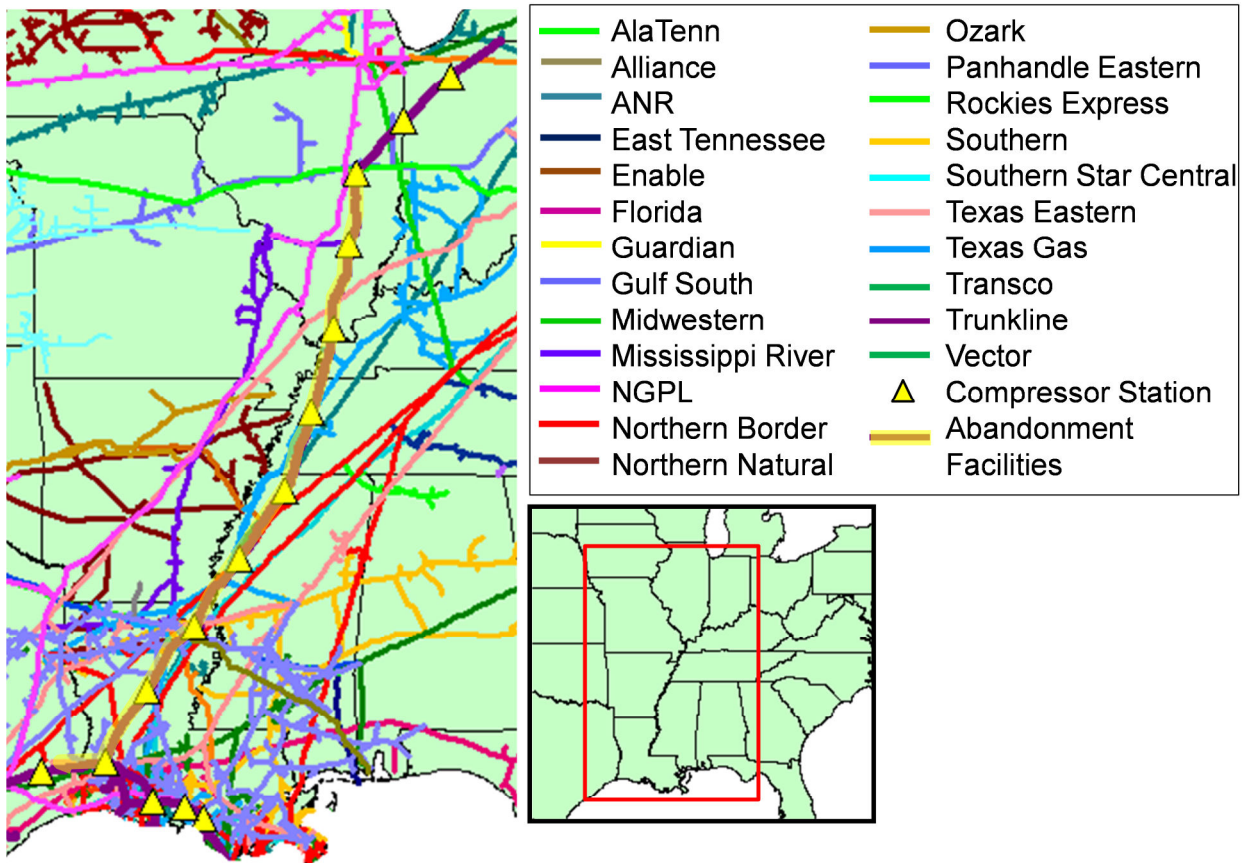 AlaTenn
Alliance
ANR
East Tennessee
Enable
Florida
Guardian
Gulf South
Midwestern
Mississippi River
NGPL
Northern Border
Northern Natural
Ozark
Panhandle Eastern
Rockies Express
Southern
Southern Star Central
Texas Eastern
Texas Gas
Transco
Trunkline
Vector
Compressor Station
Abandonment
Facilities